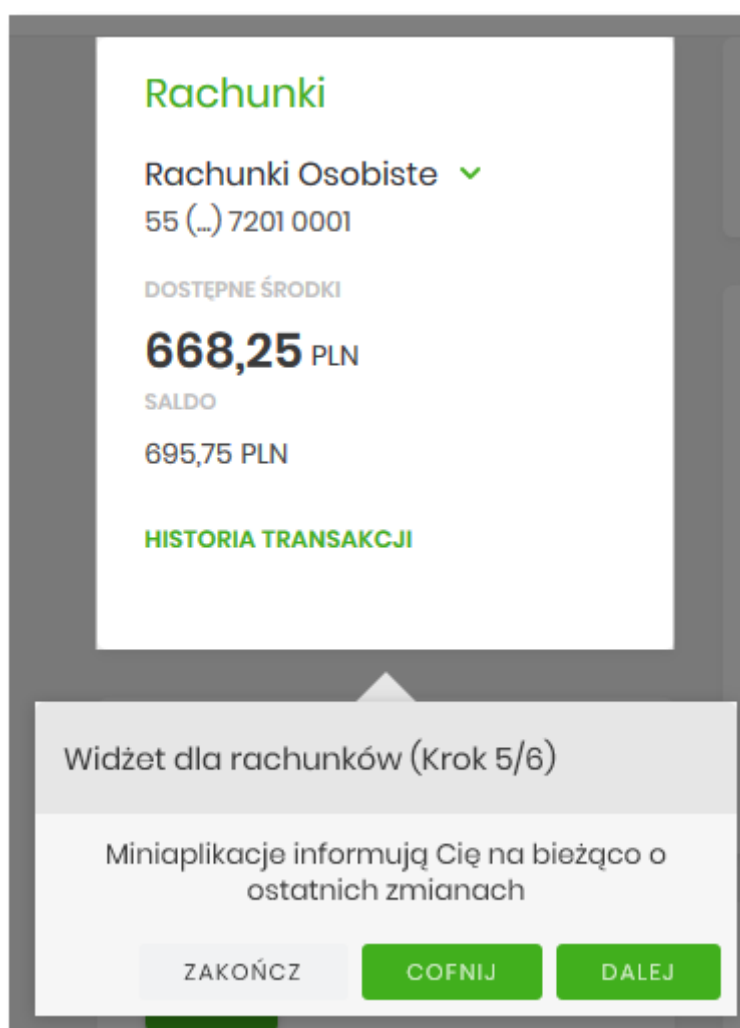 Rachunki
Rachunki Osobiste
55 (...) 7201 0001
DOSTĘPNE ŚRODKI
668,25 PLN
SALDO
695,75 PLN
HISTORIA TRANSAKCJI
Widżet dla rachunków (Krok 5/6)
Miniaplikacje informują Cię na bieżąco o
ostatnich zmianach
ZAKOŃCZ COFNIJ DALEJ